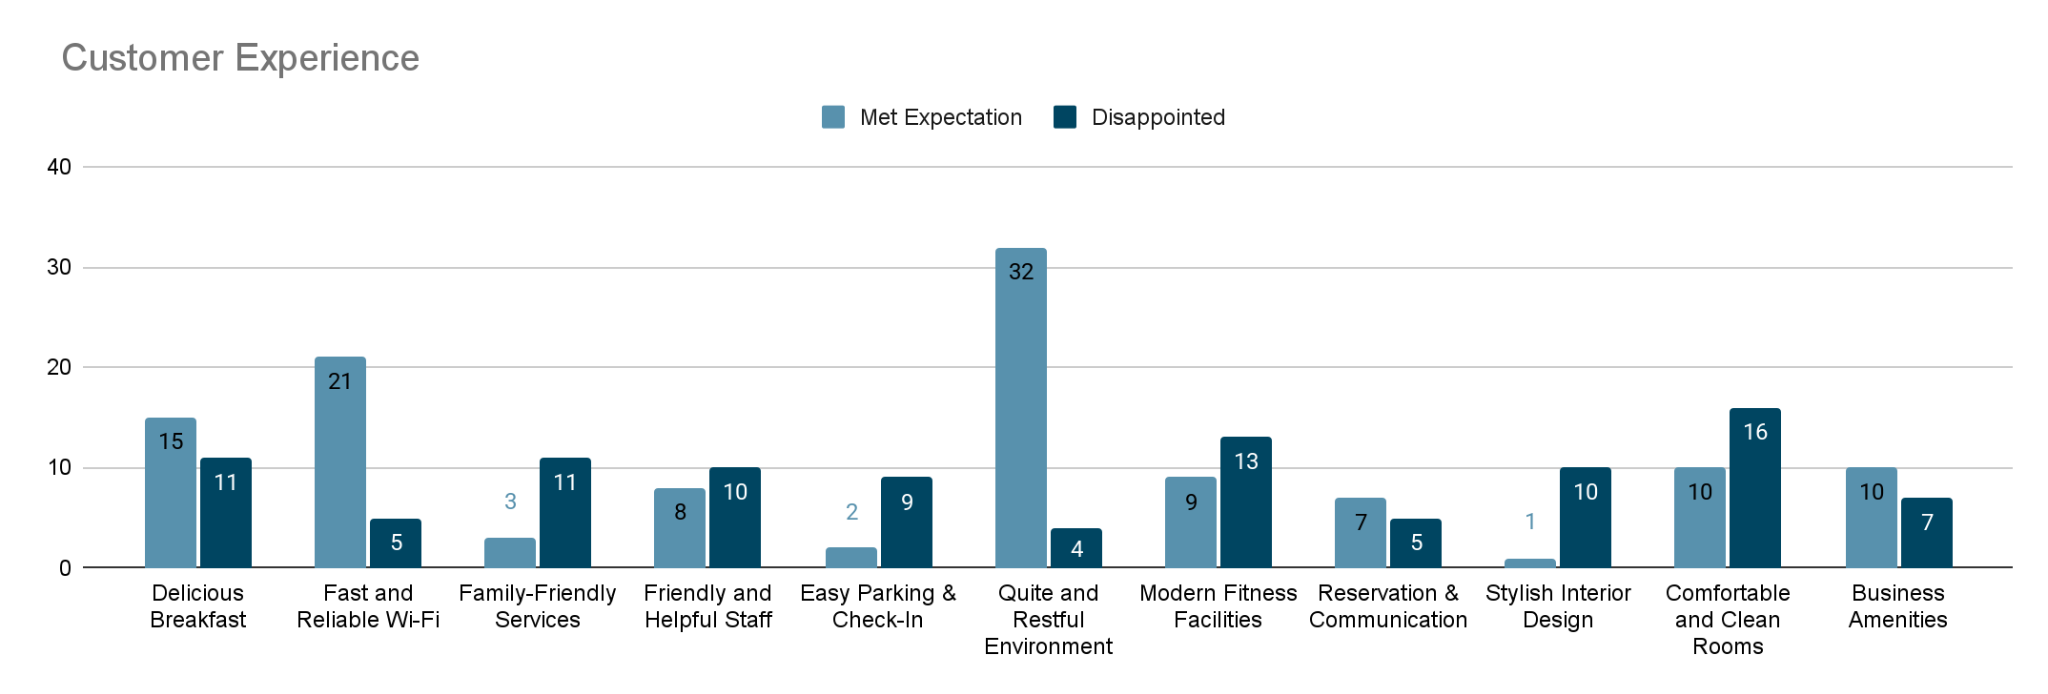 Customer Experience
Met Expectation Disappointed
40
30
20
10
0
15 11
21 5
3 11
8 10
2 9
32 4
9 13
7 5
1 10
10 16
10 7
Delicious
Breakfast
Fast and
Reliable Wi-Fi
Family-Friendly
Services
Friendly and
Helpful Staff
Easy Parking &
Check-In
Quite and
Restful
Environment
Modern Fitness
Facilities
Reservation &
Communication
Stylish Interior
Design
Comfortable
and Clean
Rooms
Business
Amenities